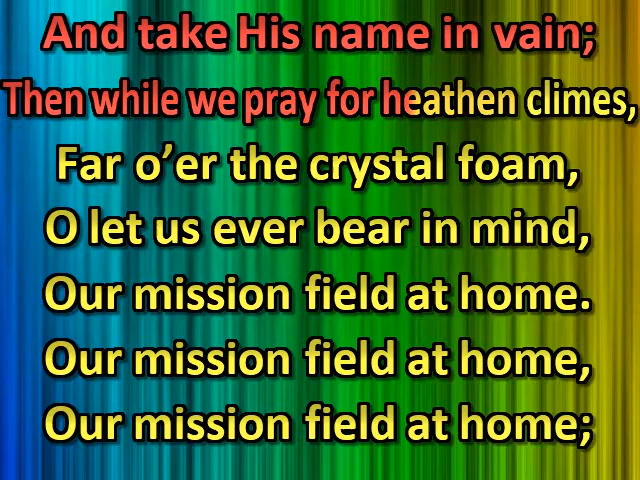 And take His name in vain;
Then while we pray for heathen climes,
Far o’er the crystal foam,
O let us ever bear in mind,
Our mission field at home.
Our mission field at home,
Our mission field at home;